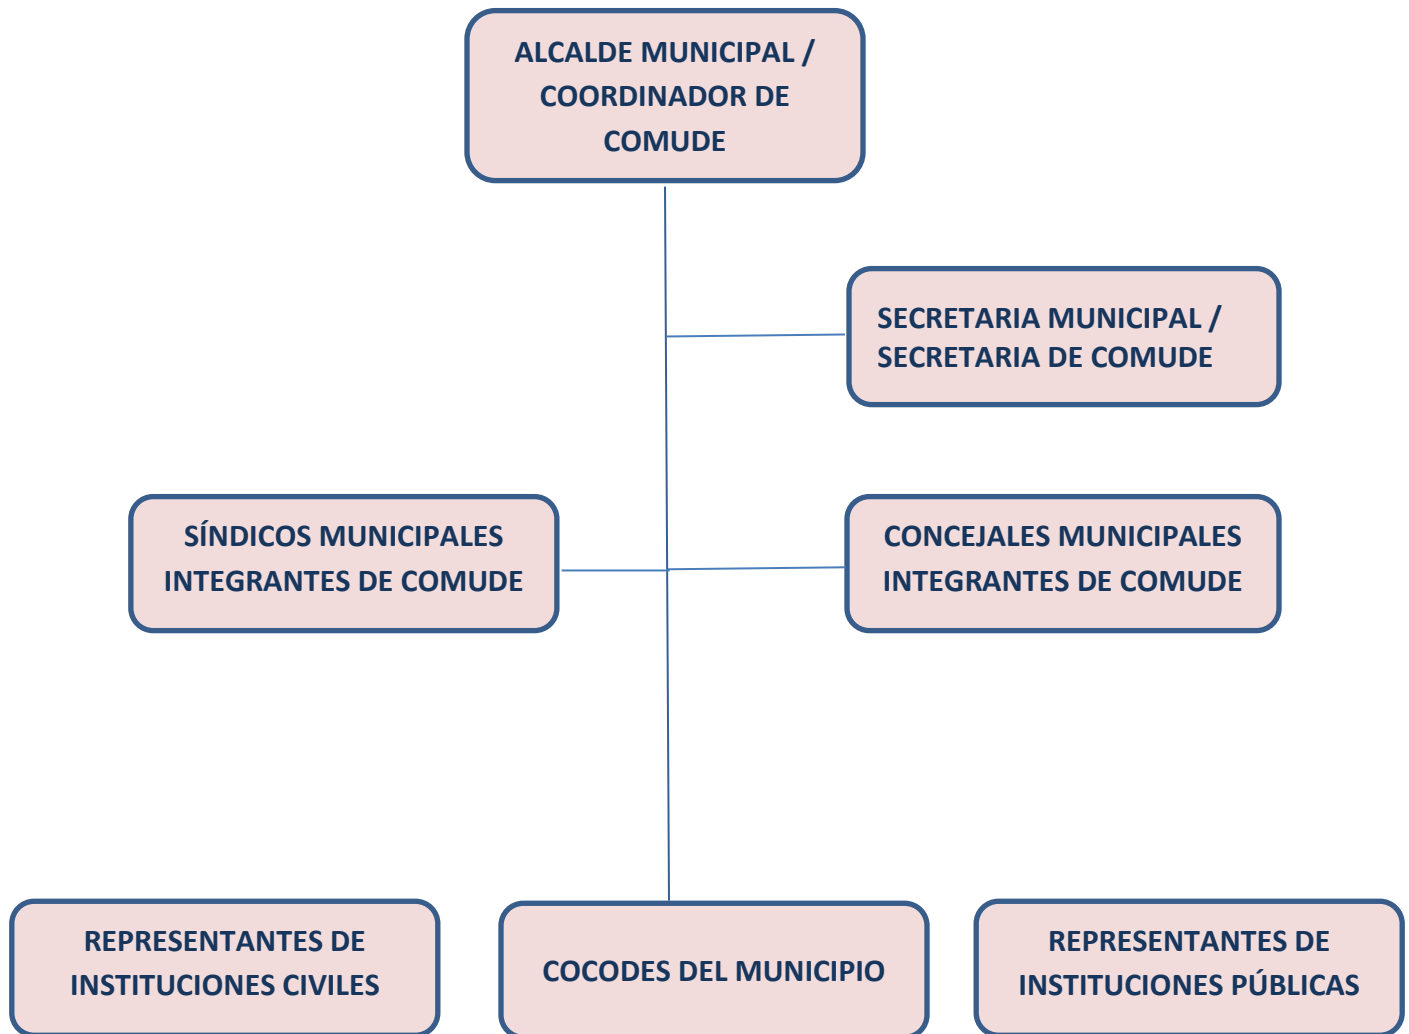 ALCALDE MUNICIPAL /
COORDINADOR DE
COMUDE
SECRETARIA MUNICIPAL /
SECRETARIA DE COMUDE
SÍNDICOS MUNICIPALES
INTEGRANTES DE COMUDE
CONCEJALES MUNICIPALES
INTEGRANTES DE COMUDE
REPRESENTANTES DE
INSTITUCIONES CIVILES
COCODES DEL MUNICIPIO
REPRESENTANTES DE
INSTITUCIONES PÚBLICAS